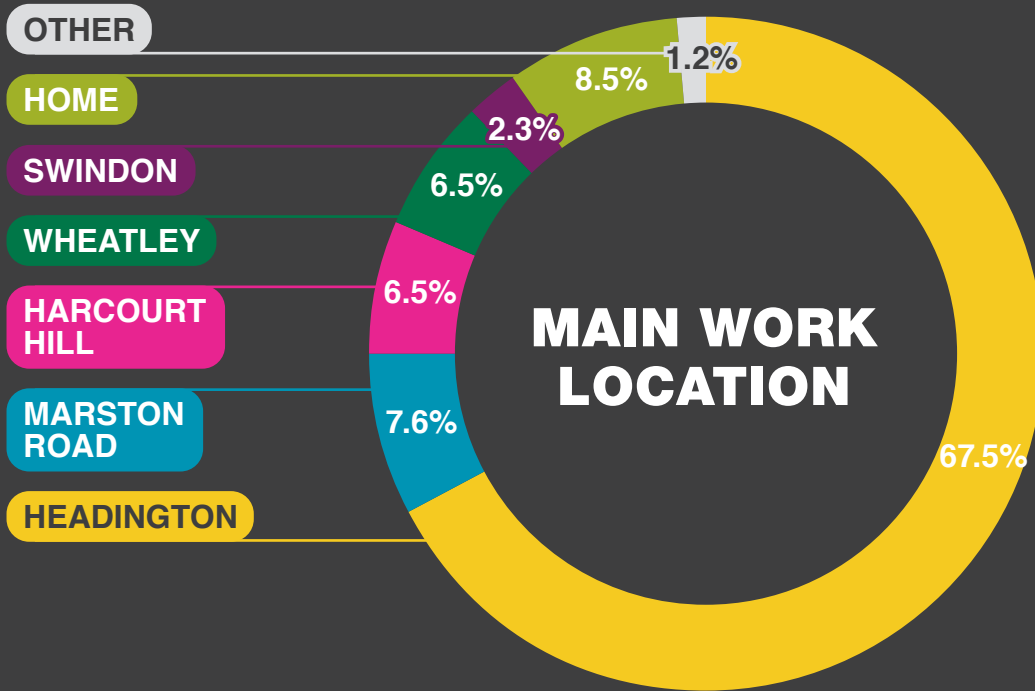 OTHER
1.2%
HOME
8.5%
SWINDON
2.3%
WHEATLEY
6.5%
HARCOURT
HILL
6.5%
MARSTON
ROAD
7.6%
HEADINGTON
67.5%
MAIN WORK
LOCATION